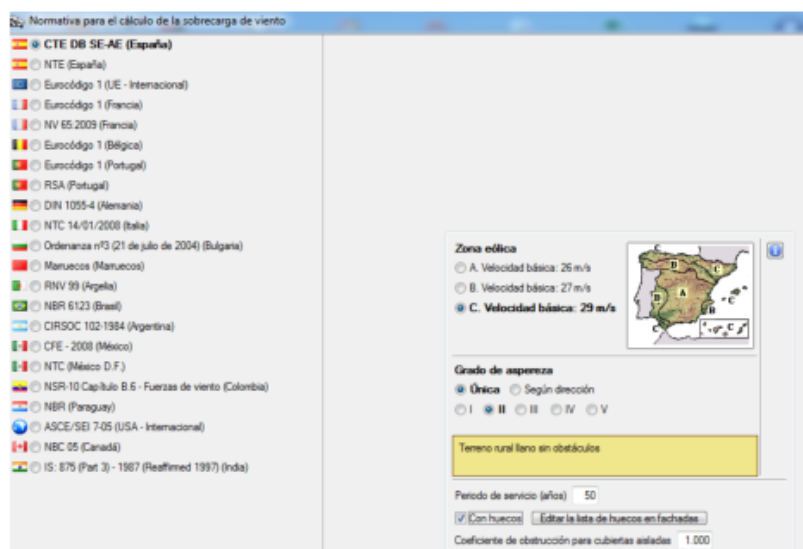 Normativa para el cálculo de la sobrecarga de viento
CTE DB SE-AE (España)
NTE (España)
Eurocódigo 1 (UE - Internacional)
Eurocódigo 1 (Francia)
NV 65:2009 (Francia)
Eurocódigo 1 (Bélgica)
Eurocódigo 1 (Portugal)
RSA (Portugal)
DIN 1055-4 (Alemania)
NTC 14/01/2008 (Italia)
Ordenanza nº3 (21 de julio de 2004) (Bulgaria)
Marruecos (Marruecos)
RNV 99 (Argelia)
NBR 6123 (Brasil)
CIRSOC 102-1984 (Argentina)
CFE - 2008 (México)
NTC (México D.F.)
NSR-10 Capítulo B.6 - Fuerzas de viento (Colombia)
NBR (Paraguay)
ASCE/SEI 7-05 (USA - Internacional)
NBC 05 (Canadá)
IS: 875 (Part 3) - 1987 (Reaffirmed 1997) (India)
Zona eólica
A. Velocidad básica: 26 m/s
B. Velocidad básica: 27 m/s
C. Velocidad básica: 29 m/s
C
B
C
B
A
C
B
C
C
Grado de aspereza
Única Según dirección
I II III IV V
Terreno rural llano sin obstáculos
Periodo de servicio (años) 50
Con huecos Editar la lista de huecos en fachadas
Coeficiente de obstrucción para cubiertas aisladas 1.000